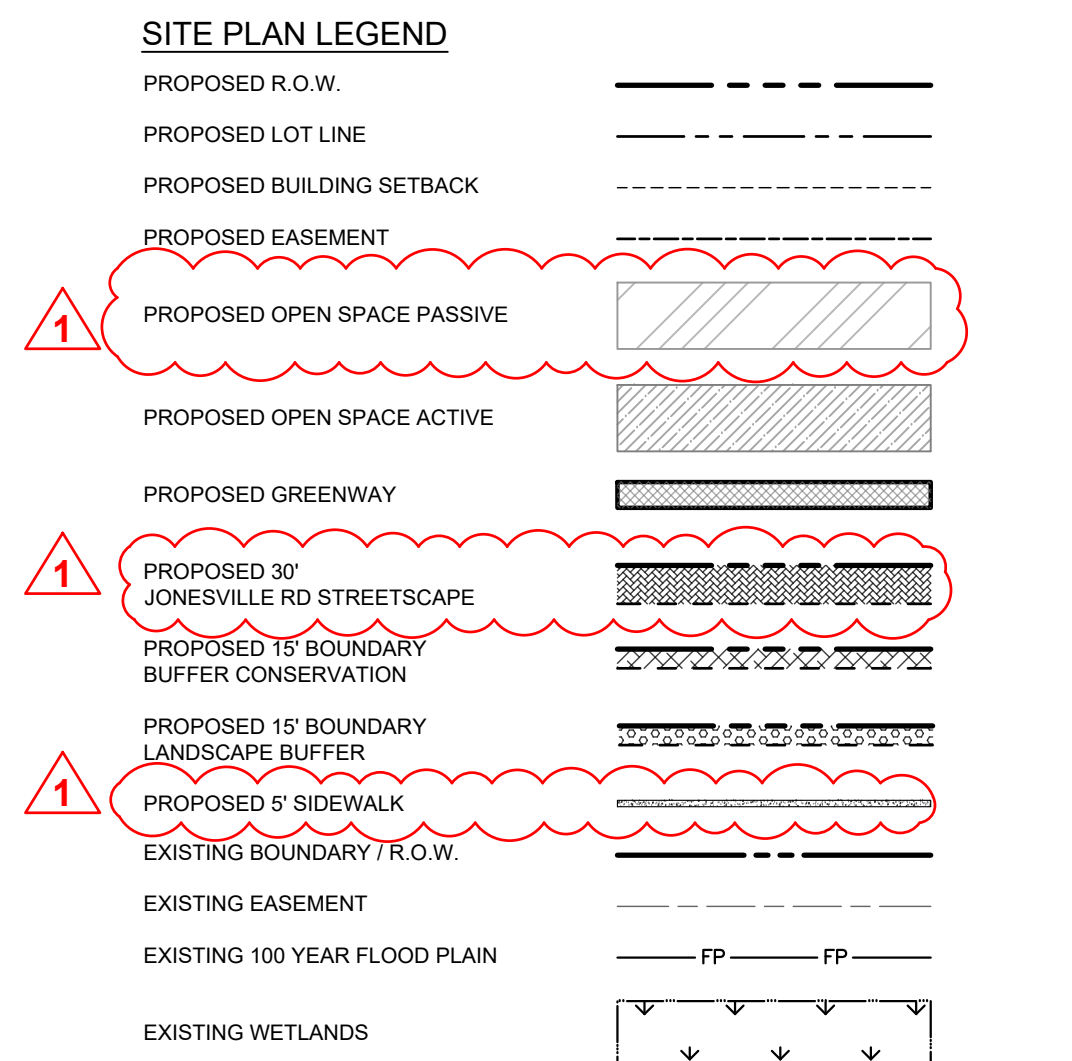 SITE PLAN LEGEND
PROPOSED R.O.W.
PROPOSED LOT LINE
PROPOSED BUILDING SETBACK
PROPOSED EASEMENT
1
PROPOSED OPEN SPACE PASSIVE
PROPOSED OPEN SPACE ACTIVE
PROPOSED GREENWAY
1
PROPOSED 30'
JONESVILLE RD STREETSCAPE
PROPOSED 15' BOUNDARY
BUFFER CONSERVATION
PROPOSED 15' BOUNDARY
LANDSCAPE BUFFER
1
PROPOSED 5' SIDEWALK
EXISTING BOUNDARY / R.O.W.
EXISTING EASEMENT
EXISTING 100 YEAR FLOOD PLAIN
FP FP
EXISTING WETLANDS